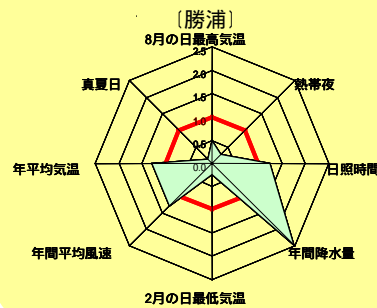 ［勝浦］
8月の日最高気温
2.5
真夏日
熱帯夜
2.0
1.5
1.0
0.5
0.0
年平均気温
日照時間
年間平均風速
年間降水量
2月の日最低気温